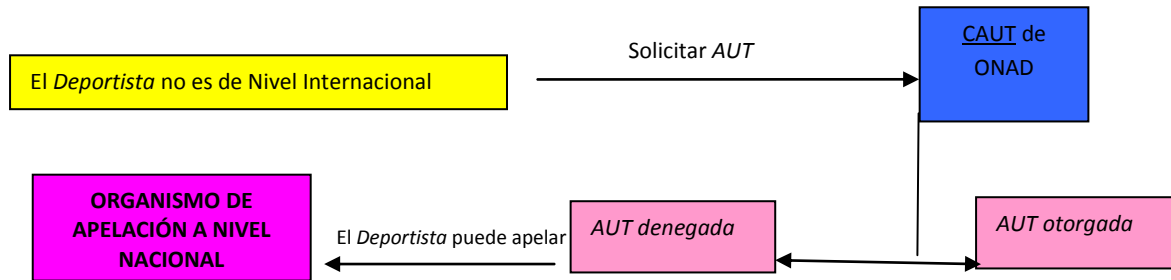 El Deportista no es de Nivel Internacional
Solicitar AUT
CAUT de
ONAD
ORGANISMO DE
APELACIÓN A NIVEL
NACIONAL
El Deportista puede apelar
AUT denegada
AUT otorgada